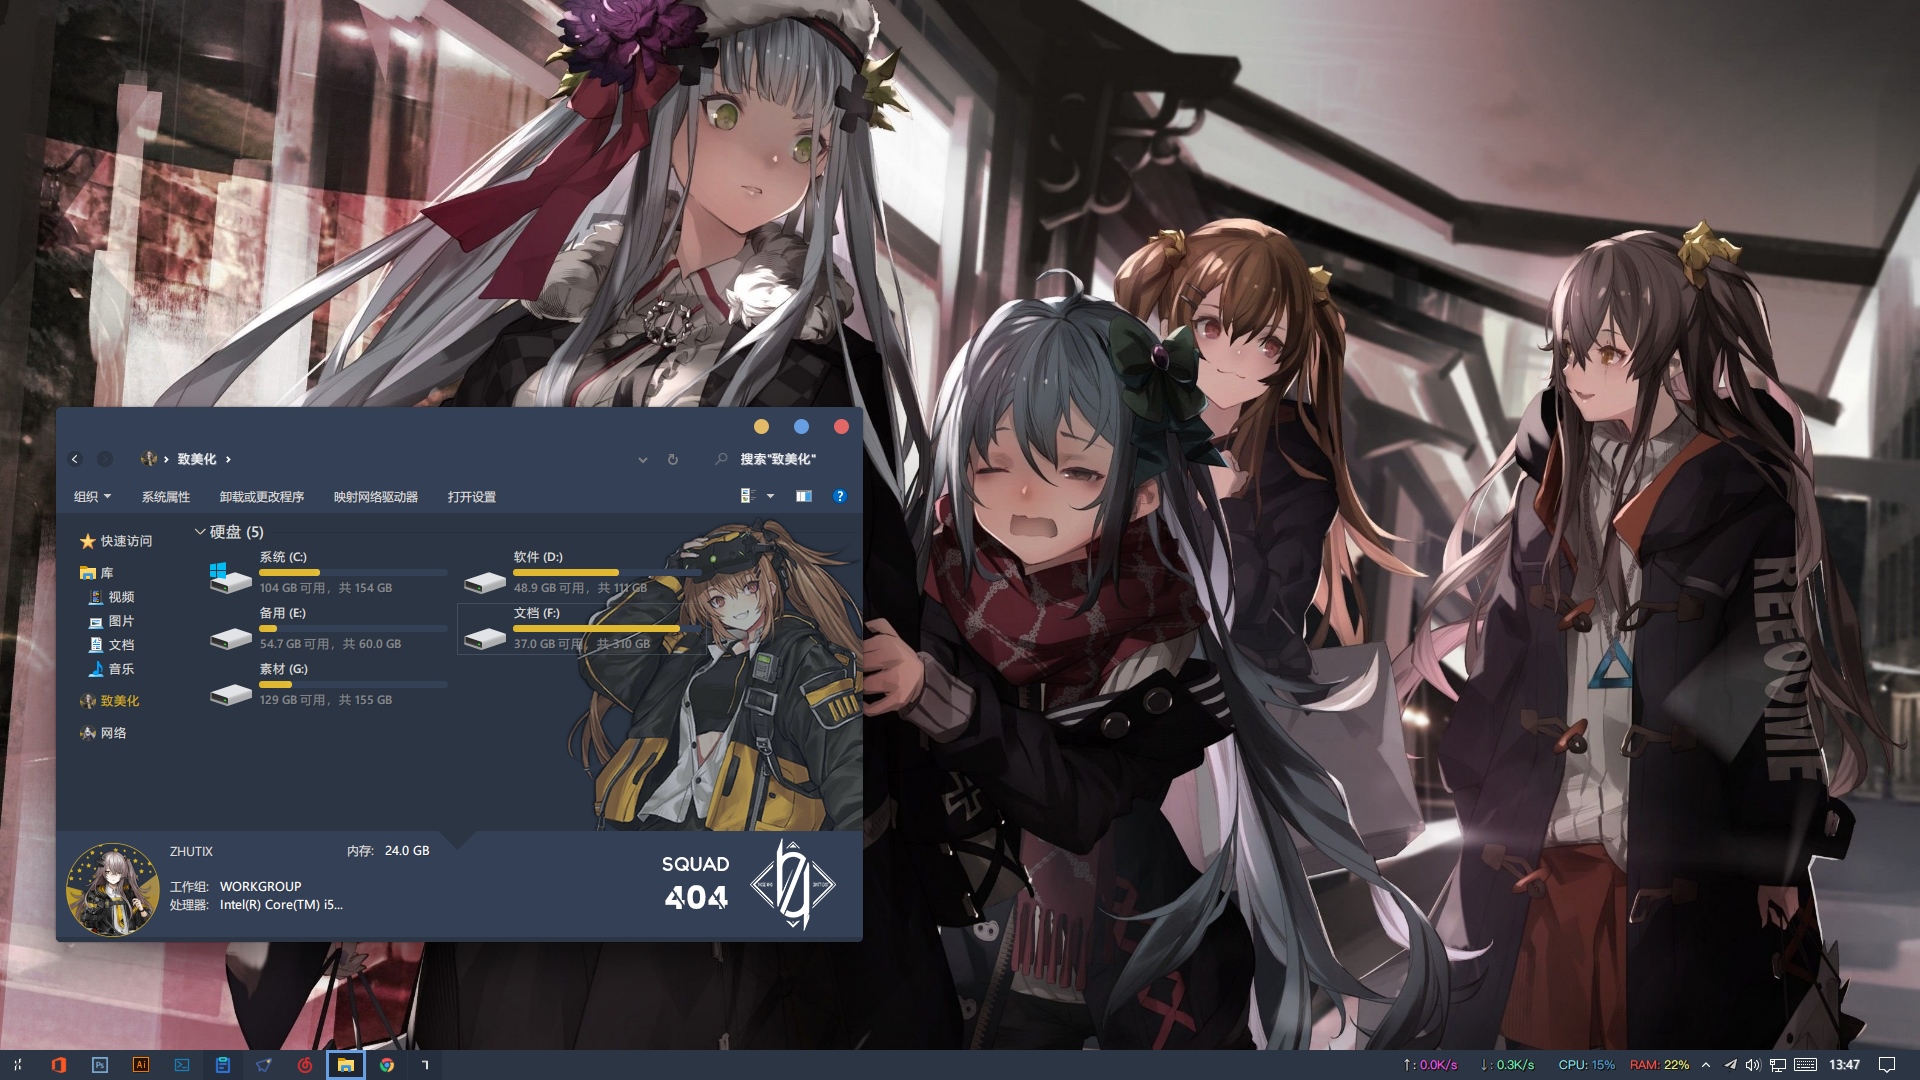 致美化
搜索"致美化"
组织
系统属性
卸载或更改程序
映射网络驱动器
打开设置
?
快速访问
库
视频
图片
文档
音乐
致美化
网络
硬盘 (5)
系统 (C:)
104 GB 可用，共 154 GB
软件 (D:)
48.9 GB 可用，共 111 GB
备用 (E:)
54.7 GB 可用，共 60.0 GB
文档 (F:)
37.0 GB 可用，共 310 GB
素材 (G:)
129 GB 可用，共 155 GB
ZHUTIX
内存: 24.0 GB
工作组: WORKGROUP
处理器: Intel(R) Core(TM) i5...
SQUAD
404
Ps
Ai
↑: 0.0K/s
↓: 0.3K/s
CPU: 15%
RAM: 22%
13:47